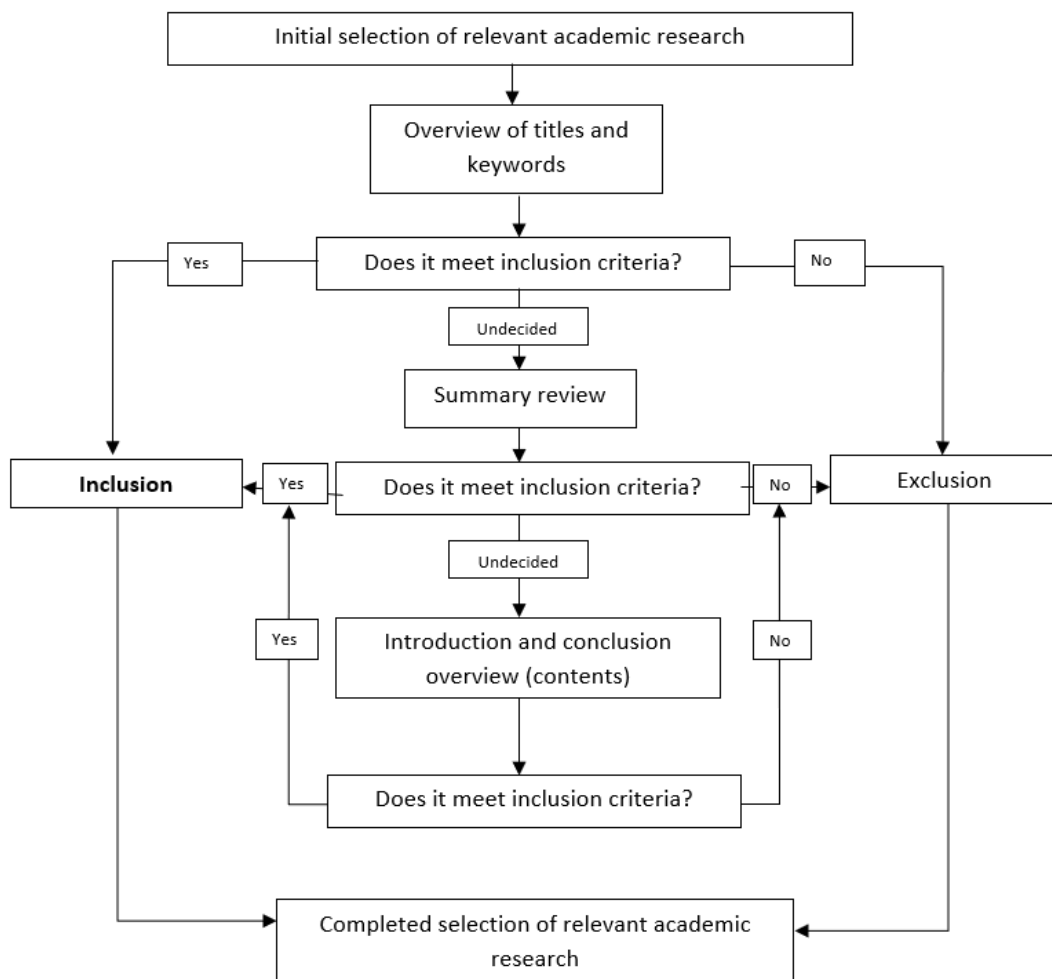 Initial selection of relevant academic research
Overview of titles and
keywords
Yes
Does it meet inclusion criteria?
No
Undecided
Summary review
Inclusion
Yes
Does it meet inclusion criteria?
No
Exclusion
Undecided
Yes
Introduction and conclusion
overview (contents)
No
Does it meet inclusion criteria?
Completed selection of relevant academic
research